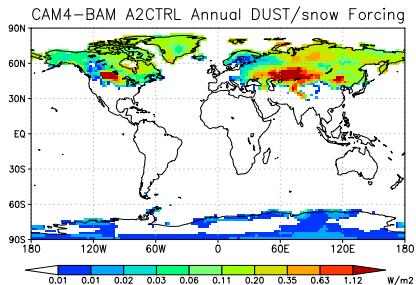 CAM4-BAM A2CTRL Annual DUST/snow Forcing
90N
60N
30N
EQ
30S
60S
90S
180 120W 60W 0 60E 120E 180
0.01 0.01 0.02 0.03 0.06 0.11 0.20 0.35 0.63 1.12 W/m2